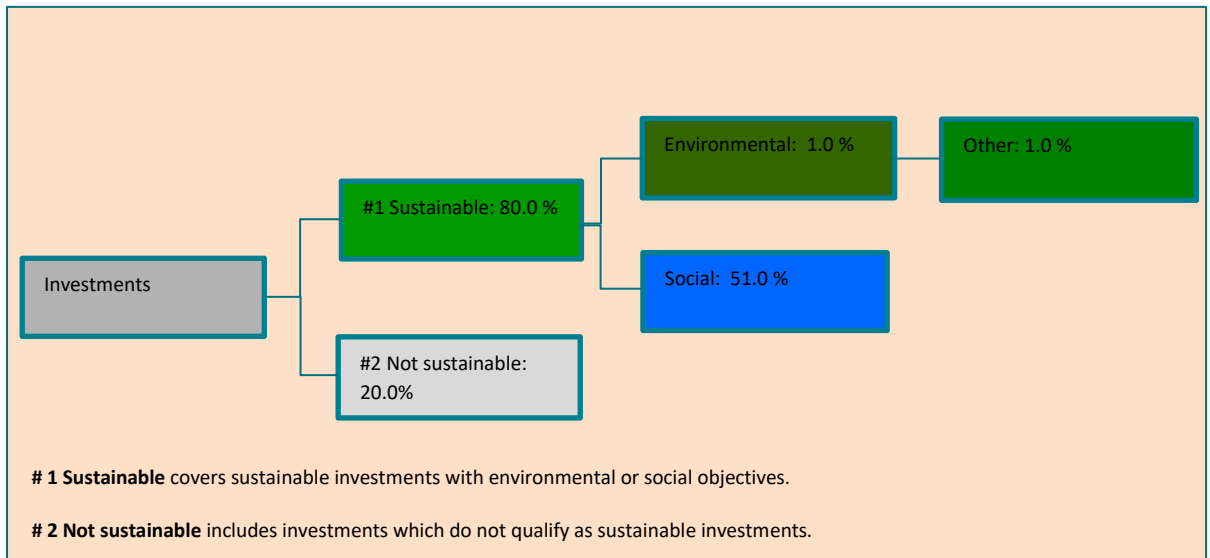 Environmental:  1.0 %
Other: 1.0 %
#1 Sustainable: 80.0 %
Investments
Social:  51.0 %
#2 Not sustainable:
20.0%
# 1 Sustainable covers sustainable investments with environmental or social objectives.
# 2 Not sustainable includes investments which do not qualify as sustainable investments.